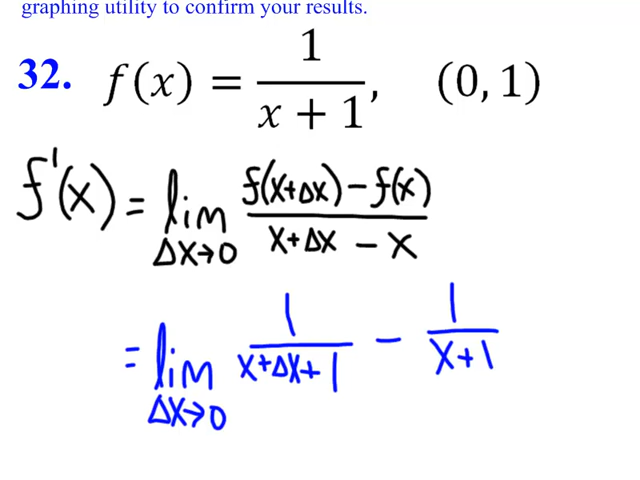 graphing utility to confirm your results.
32. f(x) = 1/(x + 1), (0, 1)
f'(x) = lim Δx→0 (f(x+Δx) − f(x))/(x+Δx − x)
= lim Δx→0 1/(x+Δx+1) − 1/(x+1)